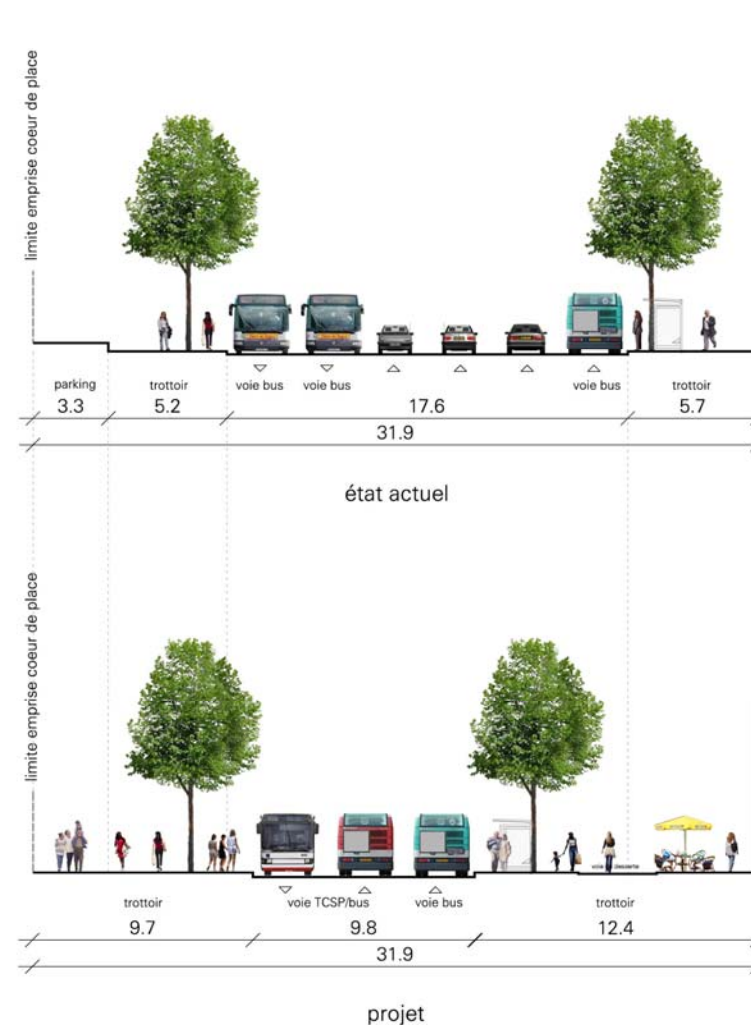 limite emprise coeur de place
parking trottoir voie bus voie bus voie bus trottoir
3.3 5.2 17.6 5.7
31.9
état actuel
limite emprise coeur de place
voie desserte
trottoir voie TCSP/bus voie bus trottoir
9.7 9.8 12.4
31.9
projet